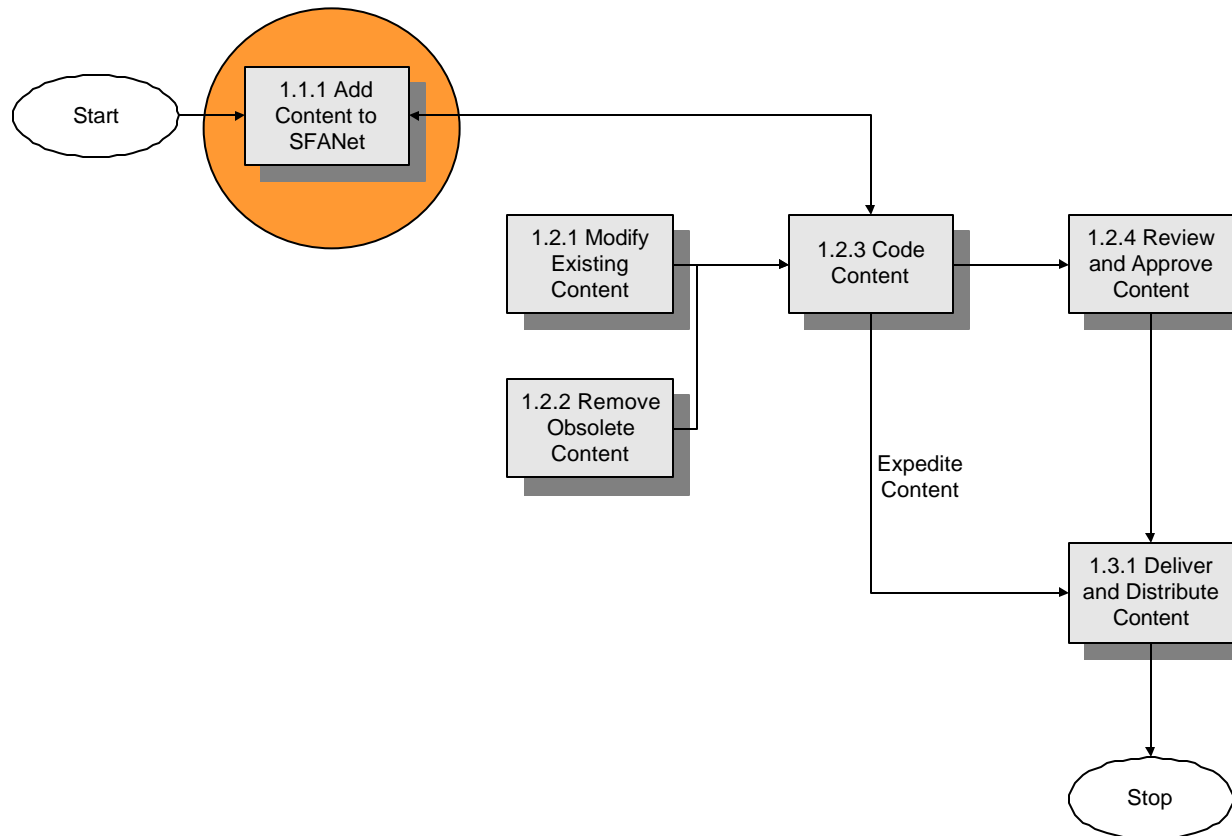 Start
1.1.1 Add
Content to
SFANet
1.2.1 Modify
Existing
Content
1.2.3 Code
Content
1.2.4 Review
and Approve
Content
1.2.2 Remove
Obsolete
Content
Expedite
Content
1.3.1 Deliver
and Distribute
Content
Stop